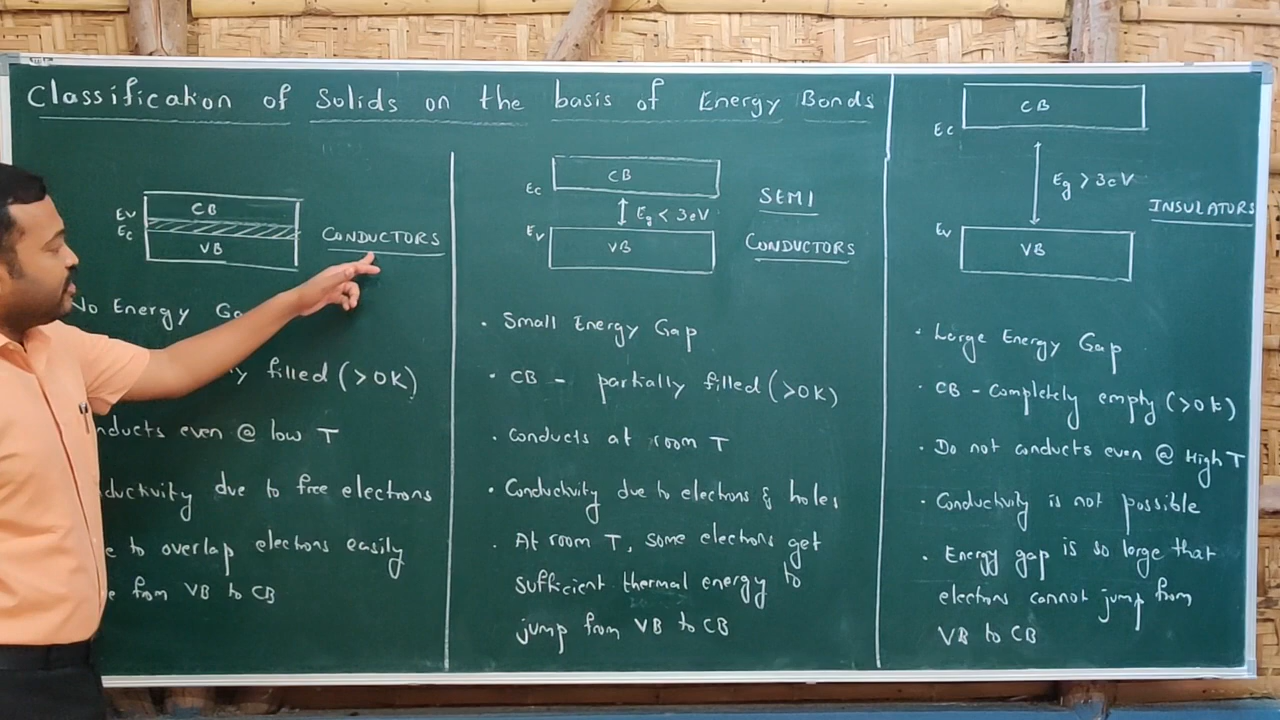 Classification of Solids on the basis of Energy Bands
CB
Ev
Ec
VB
CONDUCTORS
No Energy
filled (>0K)
even @ low T
due to free electrons
to overlap electrons easily
from VB to CB
CB
Ec
Eg < 3eV
Ev
VB
SEMI
CONDUCTORS
. Small Energy Gap
. CB - partially filled (>0K)
. Conducts at room T
. Conductivity due to electrons & holes
. At room T, some electrons get
sufficient thermal energy to
jump from VB to CB
CB
Ec
Eg > 3eV
Ev
VB
INSULATORS
. Large Energy Gap
. CB - Completely empty (>0K)
. Do not conducts even @ High T
. Conductivity is not possible
. Energy gap is so large that
electrons cannot jump from
VB to CB